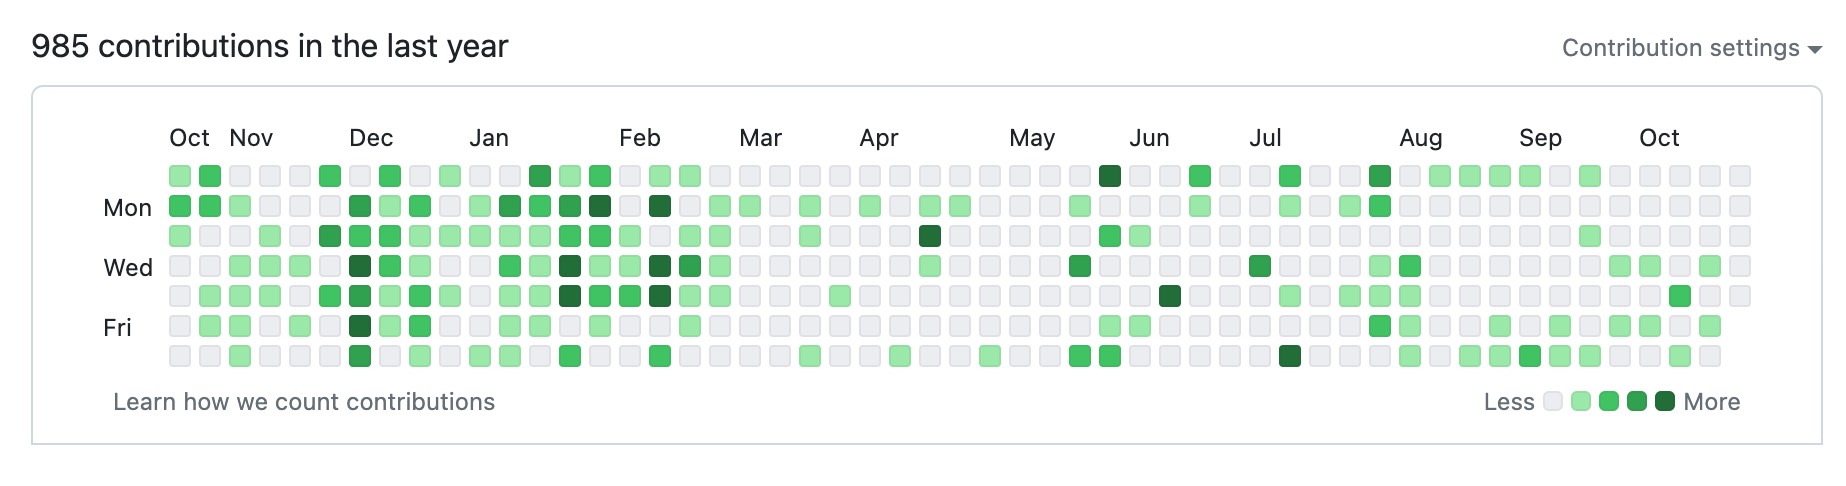 985 contributions in the last year
Contribution settings
Oct Nov Dec Jan Feb Mar Apr May Jun Jul Aug Sep Oct
Mon
Wed
Fri
Learn how we count contributions
Less More